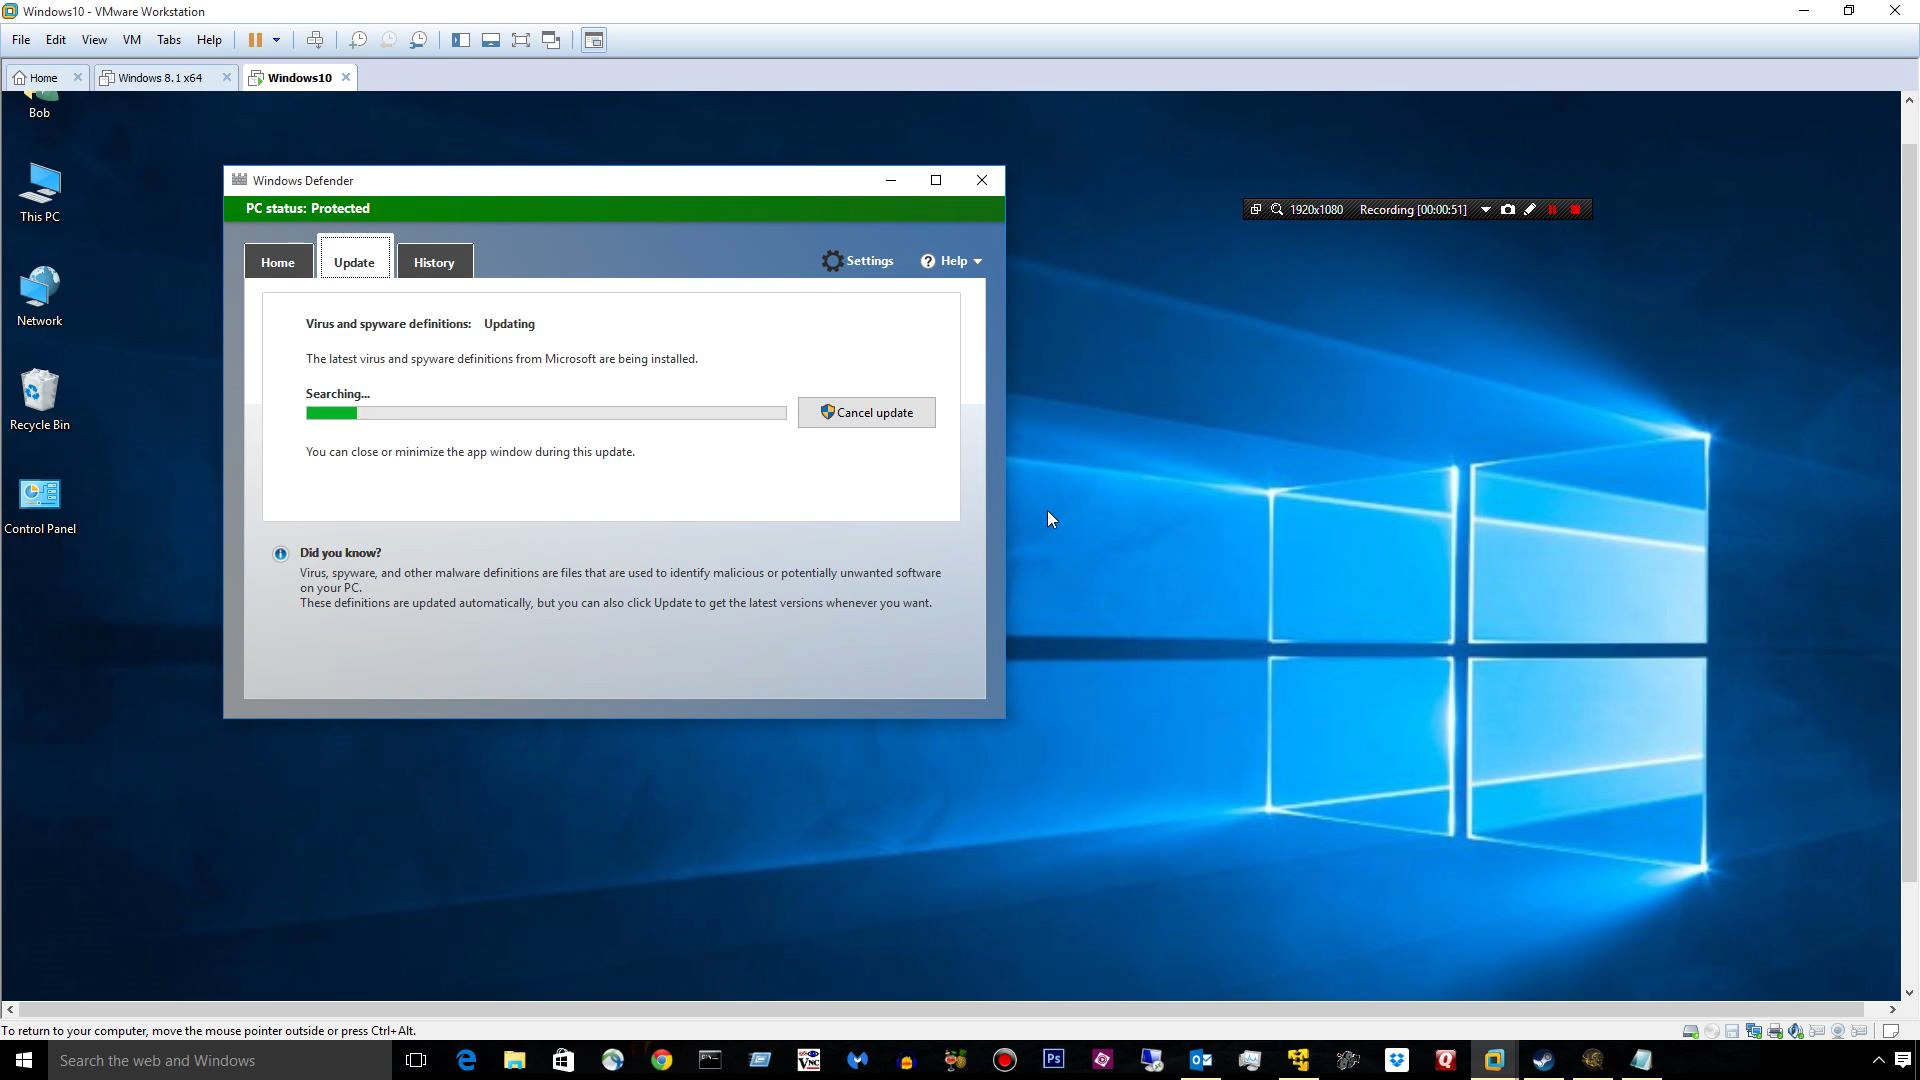 Windows10 - VMware Workstation
File Edit View VM Tabs Help
Home Windows 8.1 x64 Windows10
Bob
This PC
Network
Recycle Bin
Control Panel
Windows Defender
PC status: Protected
Home Update History Settings Help
Virus and spyware definitions: Updating
The latest virus and spyware definitions from Microsoft are being installed.
Searching...
Cancel update
You can close or minimize the app window during this update.
Did you know?
Virus, spyware, and other malware definitions are files that are used to identify malicious or potentially unwanted software
on your PC.
These definitions are updated automatically, but you can also click Update to get the latest versions whenever you want.
1920x1080 Recording [00:00:51]
To return to your computer, move the mouse pointer outside or press Ctrl+Alt.
Search the web and Windows
VNC
Ps